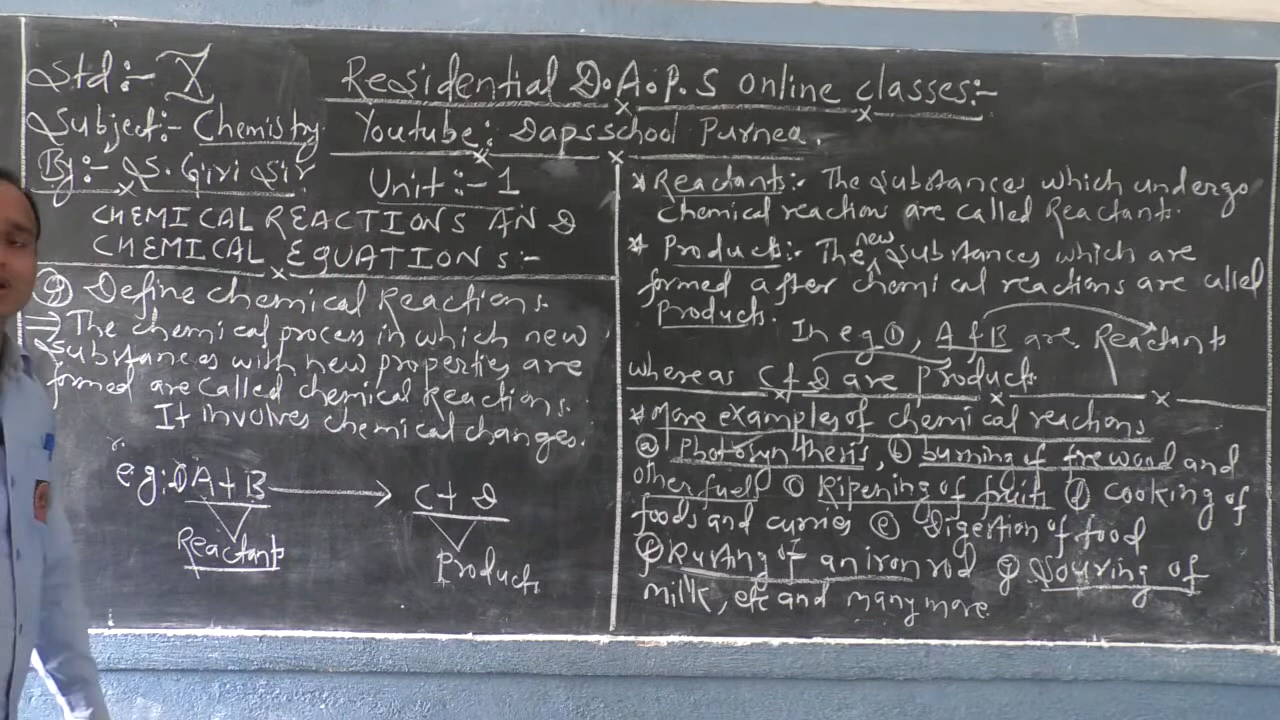 Std:- X
Residential D.A.P.S online classes:-
Subject:- Chemistry
Youtube: Dapsschool Purnea.
By:- S. Giri Sir
Unit:- 1
CHEMICAL REACTIONS AND
CHEMICAL EQUATIONS:-
Q) Define chemical Reactions.
⇒ The chemical process in which new
substances with new properties are
formed are called chemical Reactions.
It involves chemical changes.
e.g:① A + B ⟶ C + D
Reactants
Products
* Reactants:- The substances which undergo
chemical reaction are called Reactants.
* Products:- The new substances which are
formed after chemical reactions are called
Products.
In e.g ①, A & B are Reactants
whereas C & D are Products.
* More examples of chemical reactions
ⓐ Photosynthesis, ⓑ burning of fire wood and
other fuels ⓒ Ripening of fruits ⓓ cooking of
foods and curries ⓔ Digestion of food
ⓕ Rusting of an iron rod ⓖ Souring of
milk, etc and many more